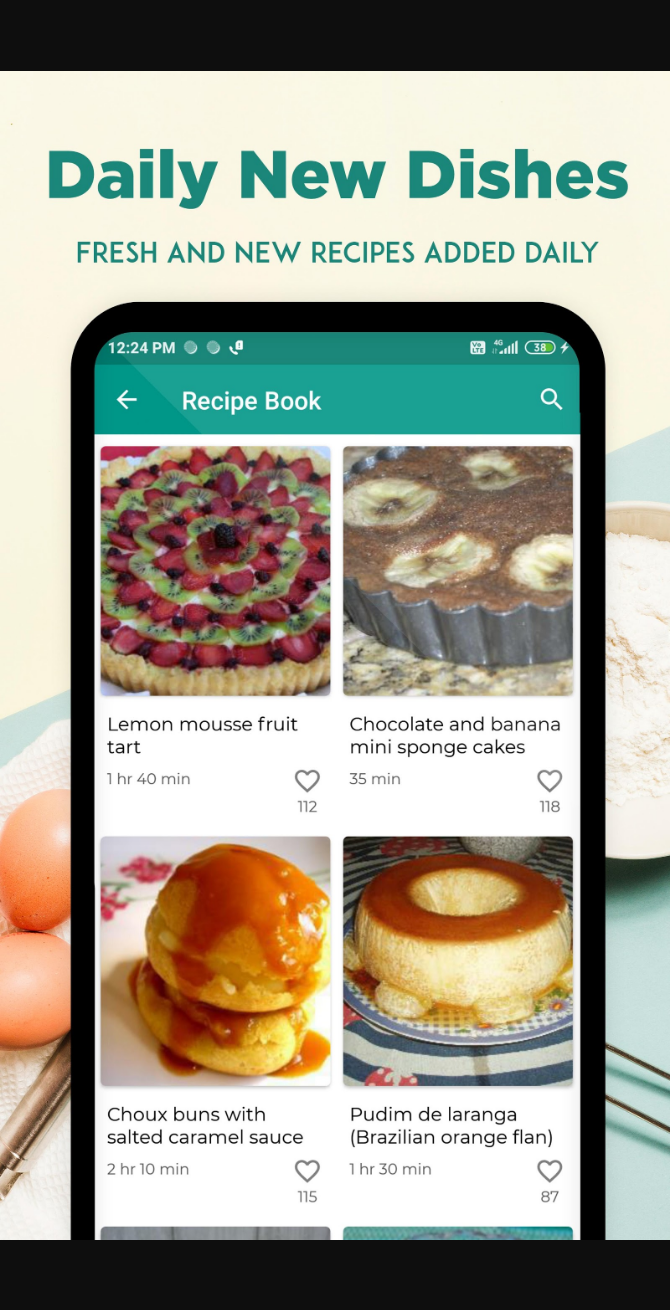 Daily New Dishes
FRESH AND NEW RECIPES ADDED DAILY
12:24 PM
Vo
LTE
4G
38
Recipe Book
Lemon mousse fruit
tart
1 hr 40 min
112
Chocolate and banana
mini sponge cakes
35 min
118
Choux buns with
salted caramel sauce
2 hr 10 min
115
Pudim de laranga
(Brazilian orange flan)
1 hr 30 min
87